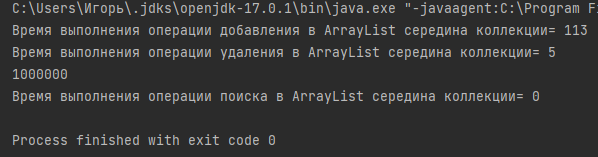 C:\Users\Игорь\.jdks\openjdk-17.0.1\bin\java.exe "-javaagent:C:\Program F
Время выполнения операции добавления в ArrayList середина коллекции= 113
Время выполнения операции удаления в ArrayList середина коллекции= 5
1000000
Время выполнения операции поиска в ArrayList середина коллекции= 0
Process finished with exit code 0